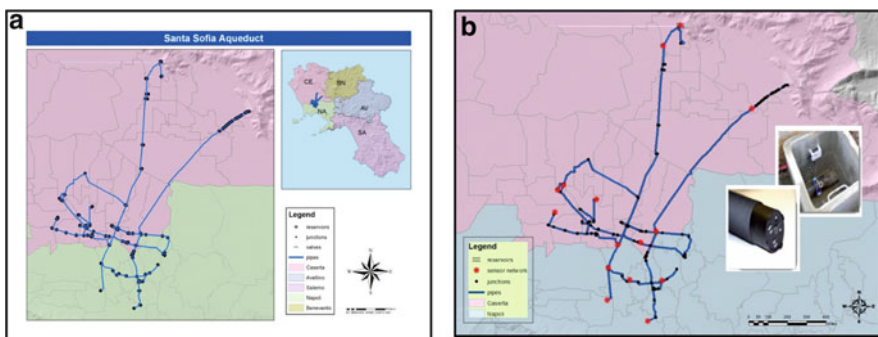 a
Santa Sofia Aqueduct
CE
BN
NA
AV
SA
Legend
reservoirs
junctions
valves
pipes
Caserta
Avellino
Salerno
Napoli
Benevento
N
b
Legend
reservoirs
sensor network
junctions
pipes
Caserta
Napoli